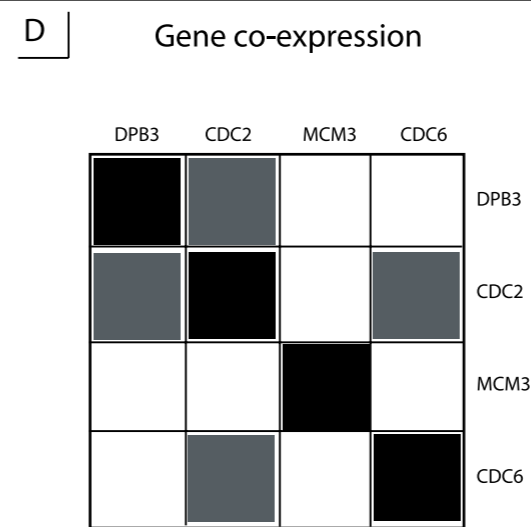 D
Gene co-expression
DPB3 CDC2 MCM3 CDC6
DPB3
CDC2
MCM3
CDC6